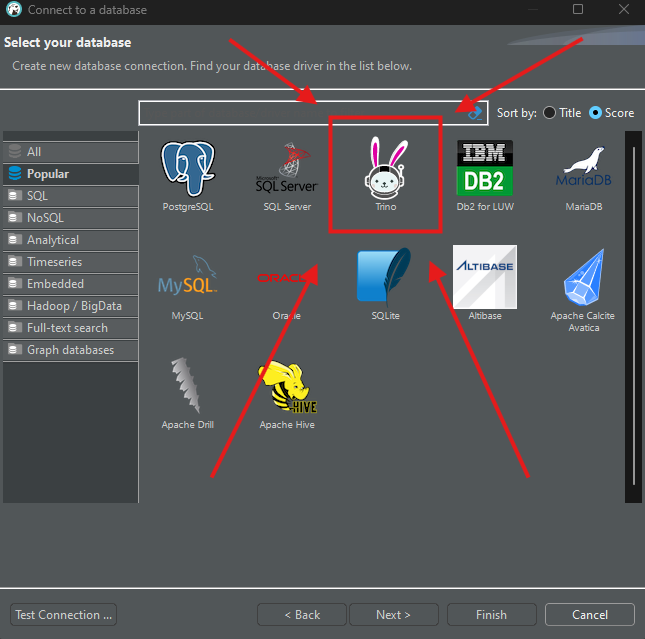 Connect to a database
Select your database
Create new database connection. Find your database driver in the list below.
Sort by: Title Score
All
Popular
SQL
NoSQL
Analytical
Timeseries
Embedded
Hadoop / BigData
Full-text search
Graph databases
Microsoft
SQL Server
IBM
DB2
MariaDB
PostgreSQL
SQL Server
Trino
Db2 for LUW
MariaDB
MySQL
ORACLE
ALTIBASE
MySQL
Oracle
SQLite
Altibase
Apache Calcite
Avatica
HIVE
Apache Drill
Apache Hive
Test Connection ...
< Back
Next >
Finish
Cancel